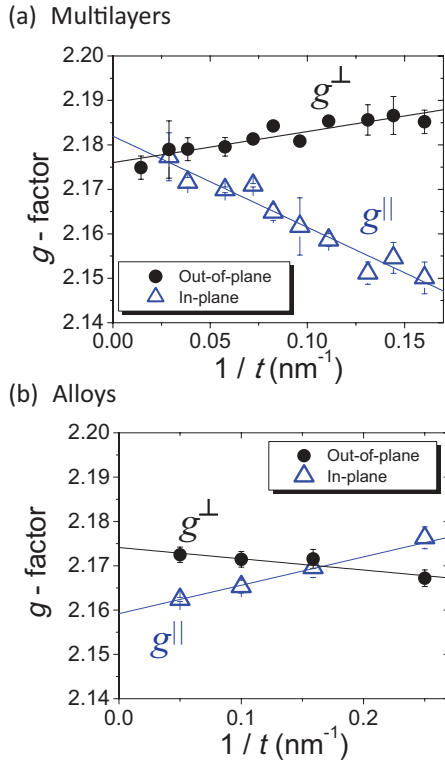 (a) Multilayers
2.20
2.19
2.18
2.17
2.16
2.15
2.14
g - factor
g⊥
g||
Out-of-plane
In-plane
0.00 0.05 0.10 0.15
1 / t (nm⁻¹)
(b) Alloys
2.20
2.19
2.18
2.17
2.16
2.15
2.14
g - factor
Out-of-plane
In-plane
g⊥
g||
0.0 0.1 0.2
1 / t (nm⁻¹)